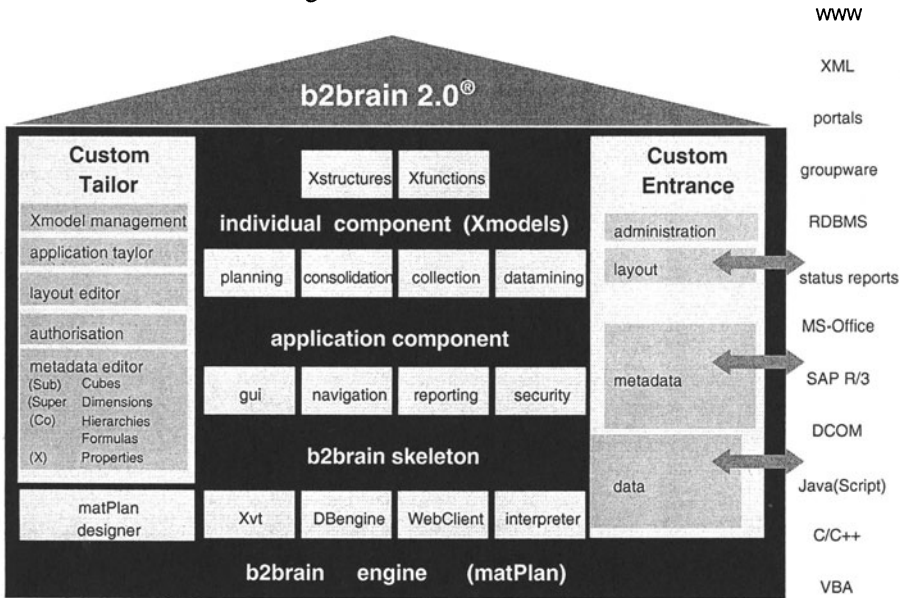 www
b2brain 2.0®
XML
portals
groupware
RDBMS
status reports
MS-Office
SAP R/3
DCOM
Java(Script)
C/C++
VBA
Custom
Tailor
Xmodel management
application taylor
layout editor
authorisation
metadata editor
(Sub) Cubes
(Super Dimensions
(Co) Hierarchies
Formulas
(X) Properties
matPlan
designer
Xstructures Xfunctions
individual component (Xmodels)
planning consolidation collection datamining
application component
gui navigation reporting security
b2brain skeleton
Xvt DBengine WebClient interpreter
b2brain engine (matPlan)
Custom
Entrance
administration
layout
metadata
data